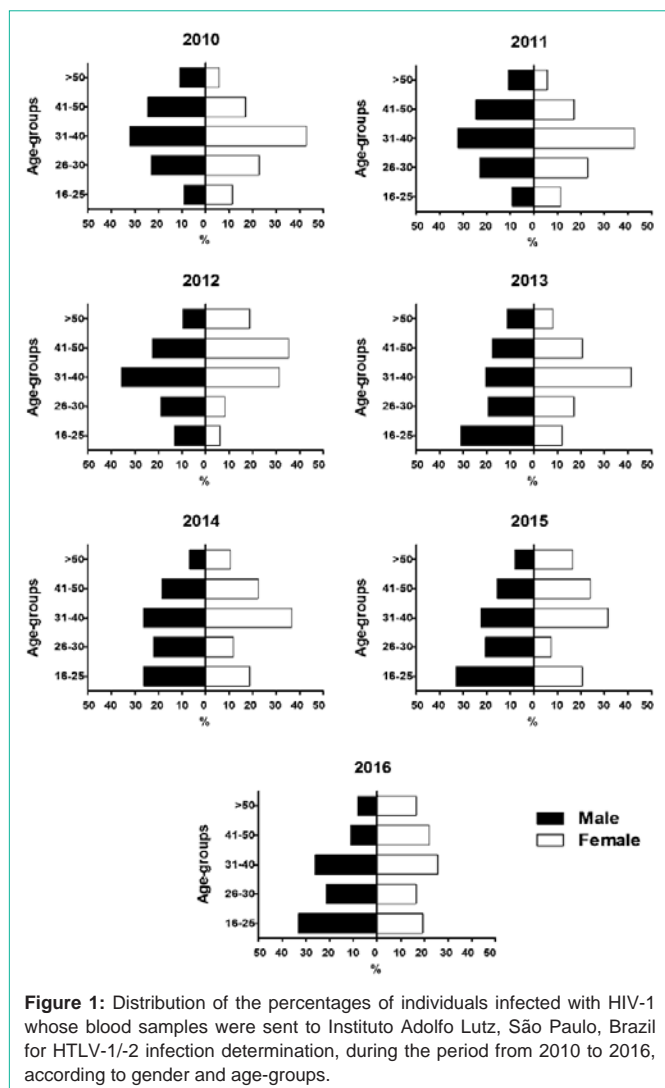 2010
>50
41-50
31-40
26-30
16-25
Age-groups
50 40 30 20 10 0 10 20 30 40 50
%
2011
>50
41-50
31-40
26-30
16-25
Age-groups
50 40 30 20 10 0 10 20 30 40 50
%
2012
>50
41-50
31-40
26-30
16-25
Age-groups
50 40 30 20 10 0 10 20 30 40 50
%
2013
>50
41-50
31-40
26-30
16-25
Age-groups
50 40 30 20 10 0 10 20 30 40 50
%
2014
>50
41-50
31-40
26-30
16-25
Age-groups
50 40 30 20 10 0 10 20 30 40 50
%
2015
>50
41-50
31-40
26-30
16-25
Age-groups
50 40 30 20 10 0 10 20 30 40 50
%
2016
>50
41-50
31-40
26-30
16-25
Age-groups
50 40 30 20 10 0 10 20 30 40 50
%
Male
Female
Figure 1: Distribution of the percentages of individuals infected with HIV-1
whose blood samples were sent to Instituto Adolfo Lutz, São Paulo, Brazil
for HTLV-1/-2 infection determination, during the period from 2010 to 2016,
according to gender and age-groups.